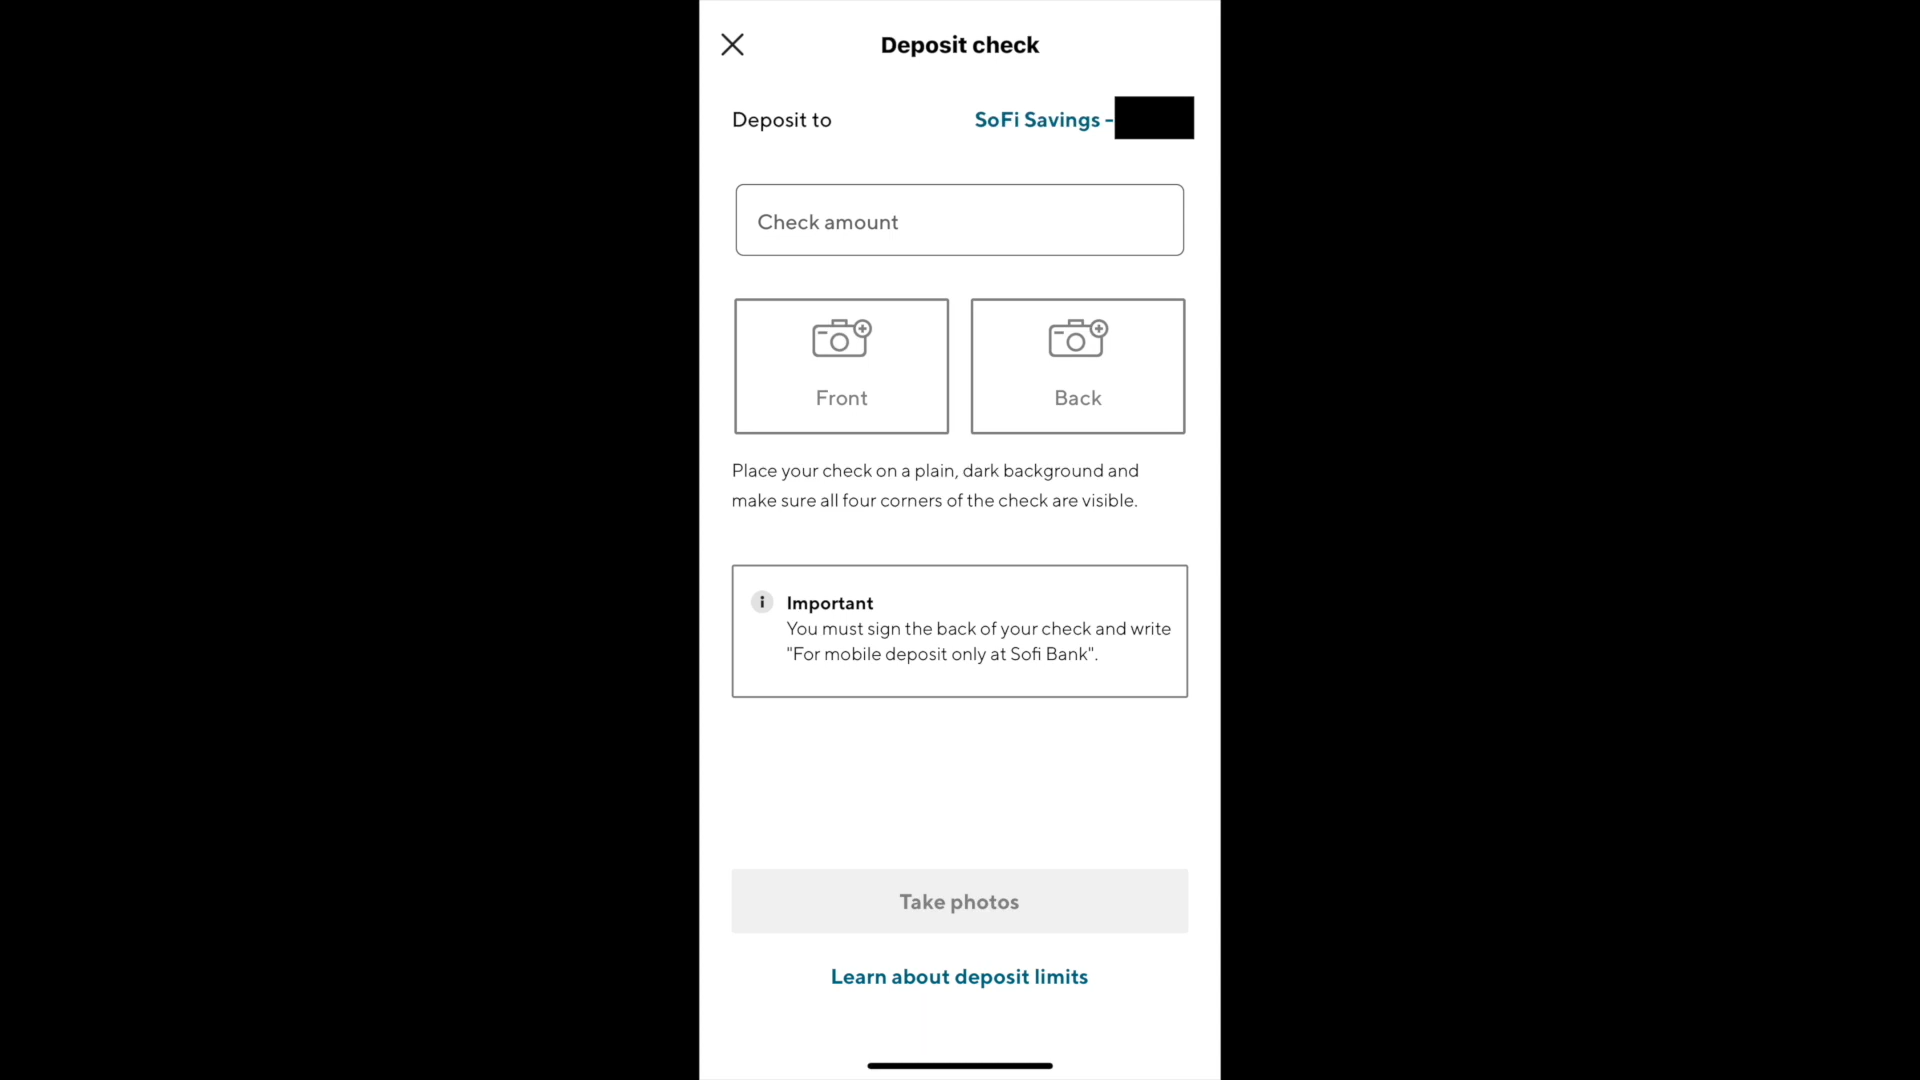 Deposit check
Deposit to
SoFi Savings -
Check amount
Front
Back
Place your check on a plain, dark background and
make sure all four corners of the check are visible.
Important
You must sign the back of your check and write
"For mobile deposit only at Sofi Bank".
Take photos
Learn about deposit limits